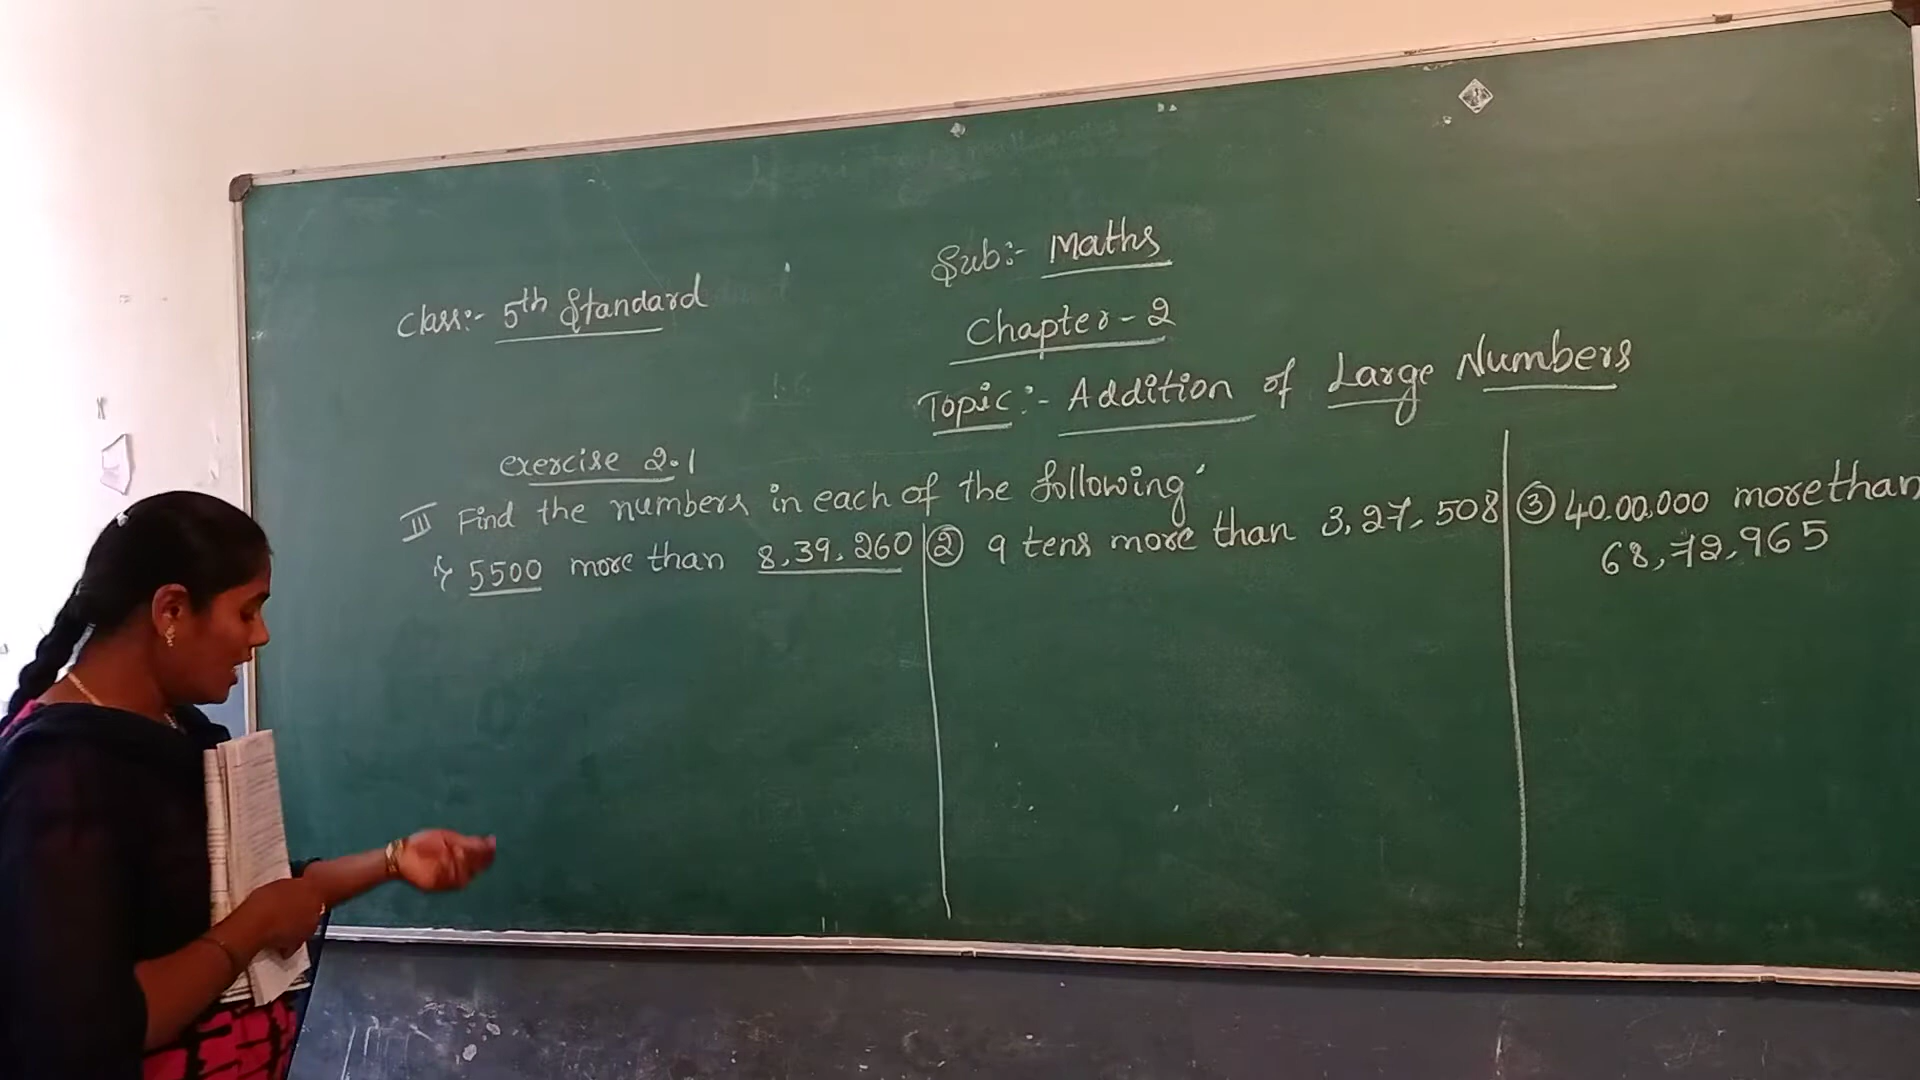 Sub:- Maths
Class:- 5th Standard
Chapter-2
Topic:- Addition of Large Numbers
exercise 2.1
III Find the numbers in each of the following
5500 more than 8,39,260
② 9 tens more than 3,27,508
③ 40,00,000 more than
68,72,965